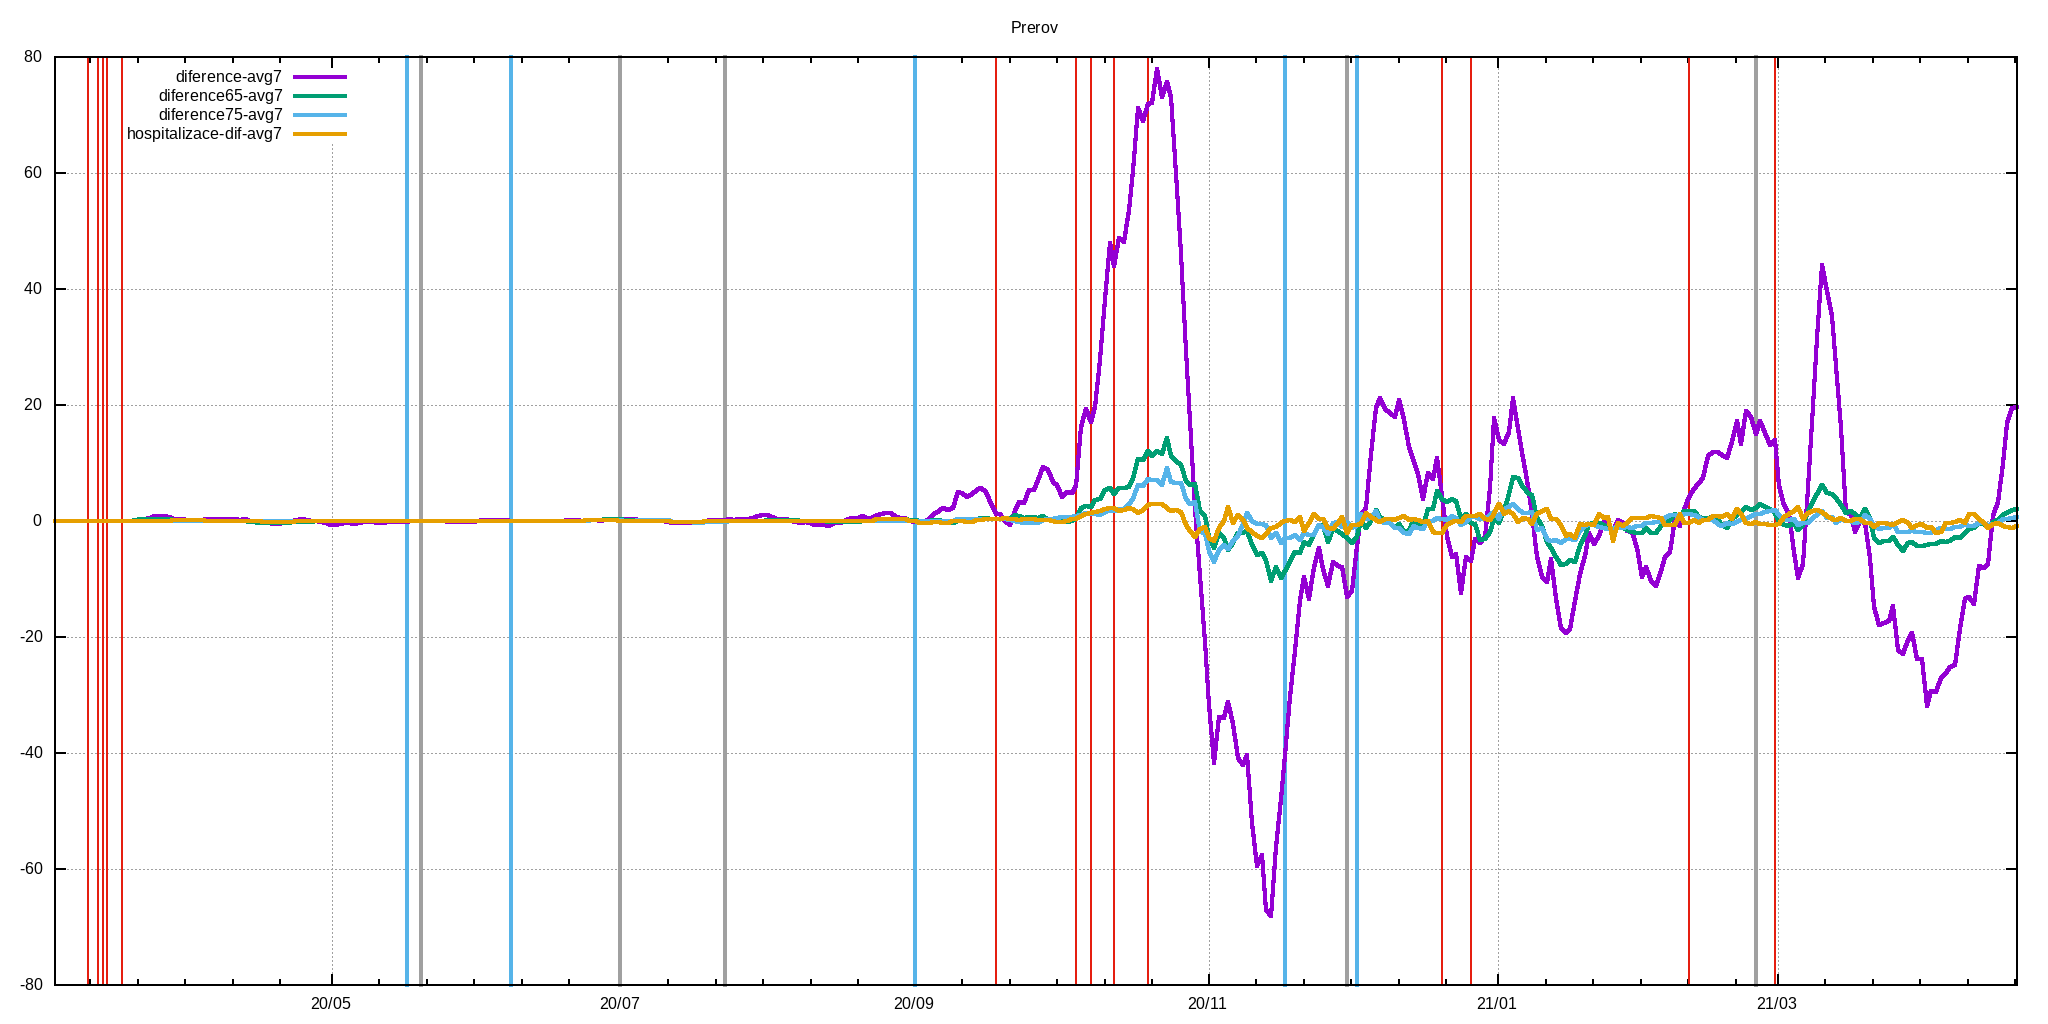 Prerov
diference-avg7
diference65-avg7
diference75-avg7
hospitalizace-dif-avg7
80
60
40
20
0
-20
-40
-60
-80
20/05 20/07 20/09 20/11 21/01 21/03